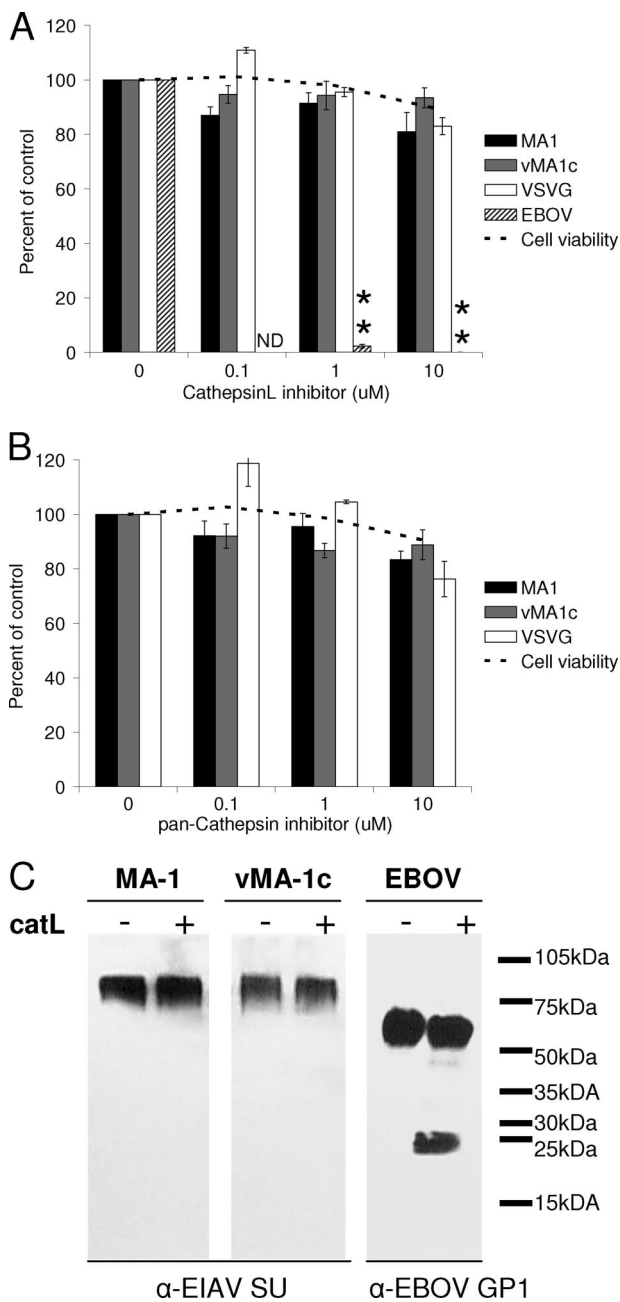 A
Percent of control
120
100
80
60
40
20
0
ND
* *
* *
0 0.1 1 10
CathepsinL inhibitor (uM)
MA1
vMA1c
VSVG
EBOV
Cell viability
B
Percent of control
120
100
80
60
40
20
0
0 0.1 1 10
pan-Cathepsin inhibitor (uM)
MA1
vMA1c
VSVG
Cell viability
C
MA-1 vMA-1c EBOV
catL - + - + - +
105kDa
75kDa
50kDa
35kDA
30kDa
25kDa
15kDA
α-EIAV SU α-EBOV GP1